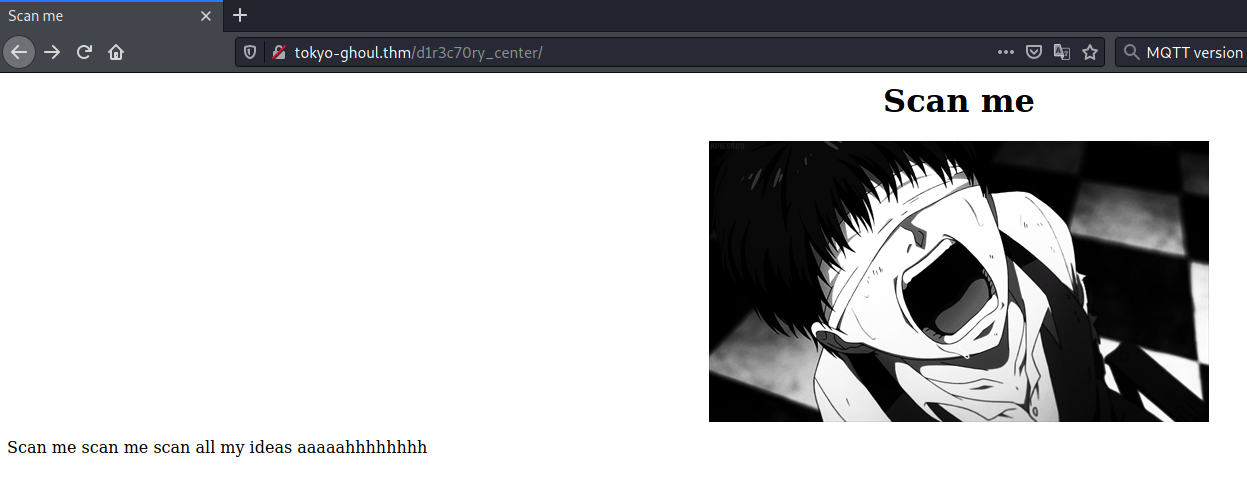 Scan me
tokyo-ghoul.thm/d1r3c70ry_center/
MQTT version
Scan me
Scan me scan me scan all my ideas aaaaahhhhhhhh